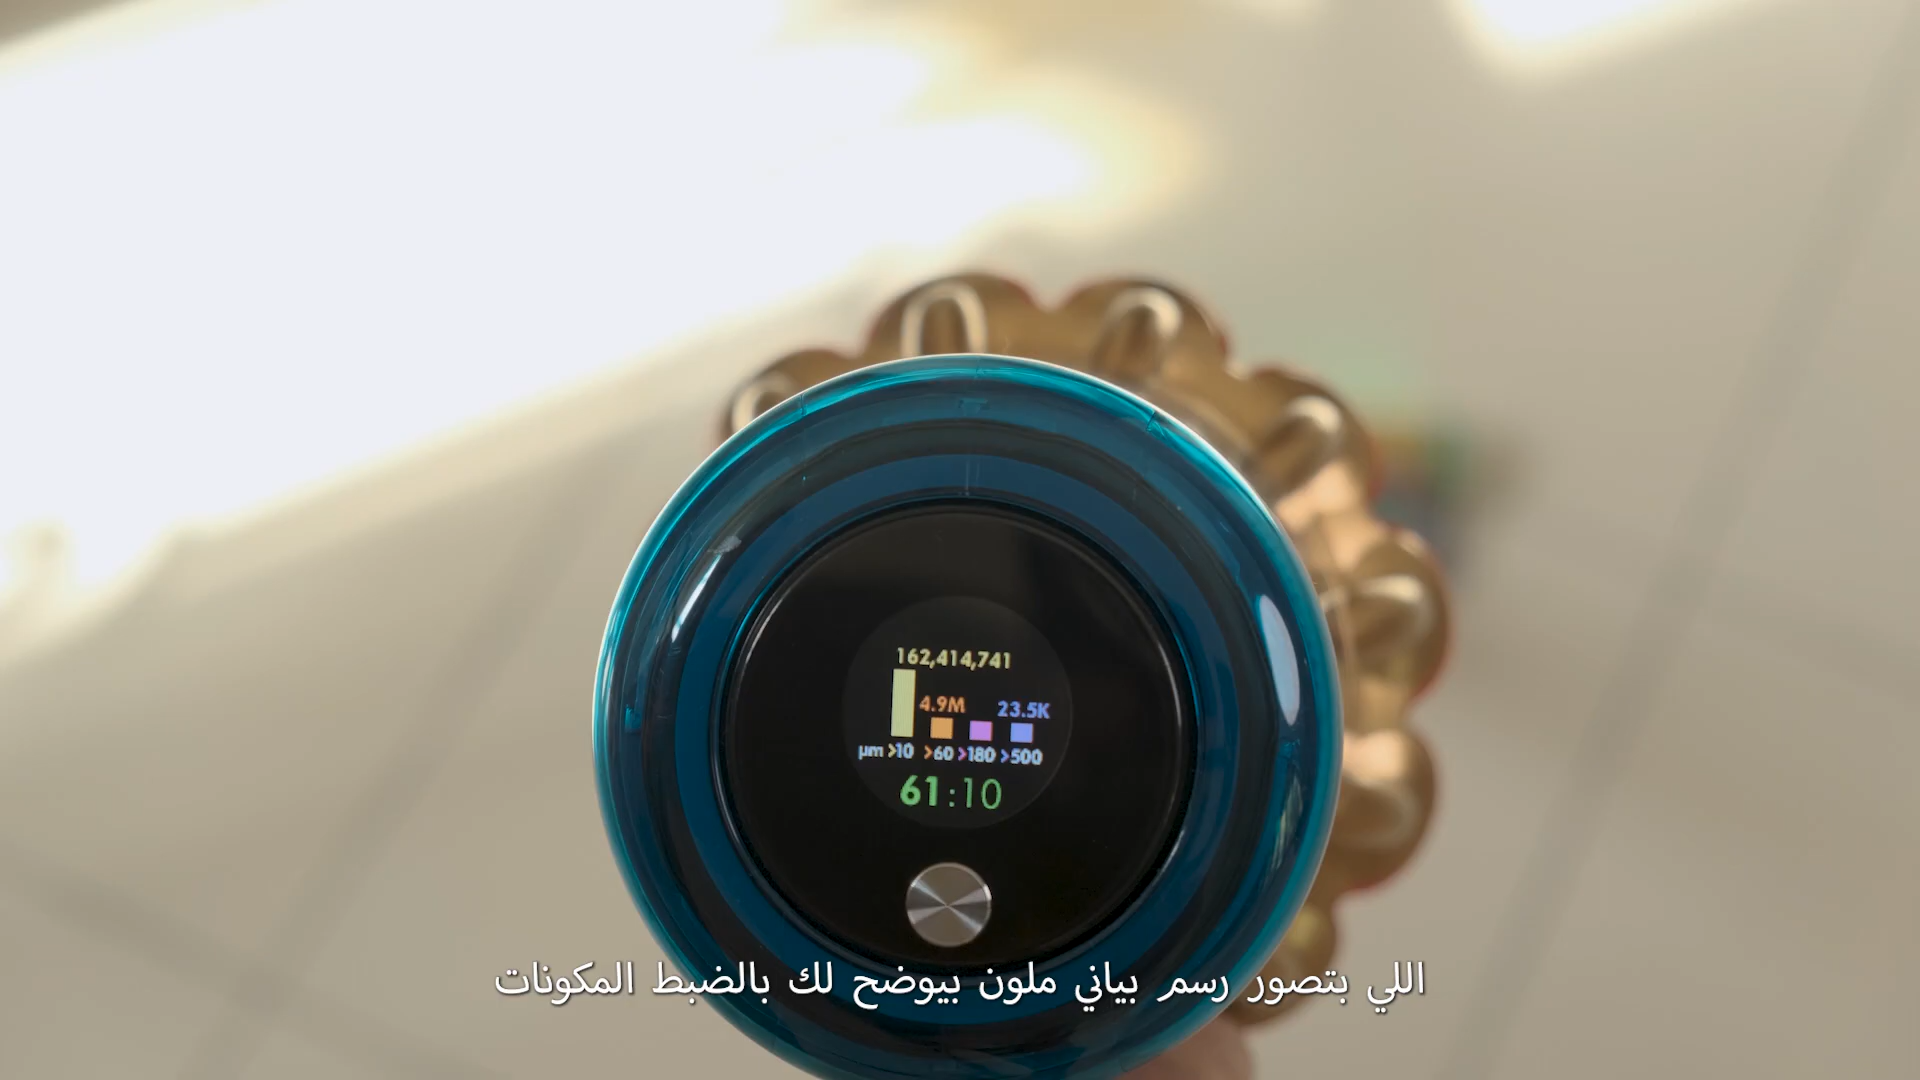 162,414,741
4.9M 23.5K
µm >10 >60 >180 >500
61:10
اللي بتصور رسم بياني ملون بيوضح لك بالضبط المكونات